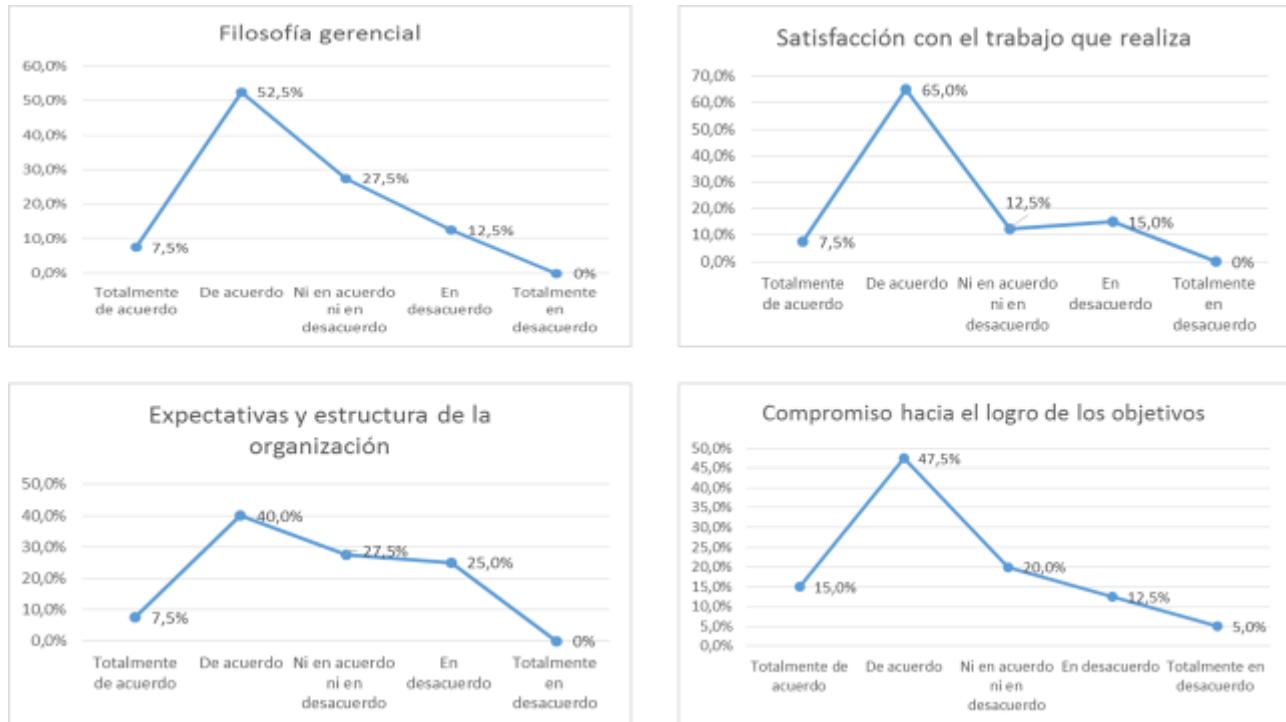 Filosofía gerencial
60,0%
50,0%
40,0%
30,0%
20,0%
10,0%
0,0%
52,5%
27,5%
12,5%
7,5%
0%
Totalmente
de acuerdo
De acuerdo
Ni en acuerdo
ni en
desacuerdo
En
desacuerdo
Totalmente
en
desacuerdo
Satisfacción con el trabajo que realiza
70,0%
60,0%
50,0%
40,0%
30,0%
20,0%
10,0%
0,0%
65,0%
12,5%
15,0%
7,5%
0%
Totalmente
de acuerdo
De acuerdo
Ni en acuerdo
ni en
desacuerdo
En
desacuerdo
Totalmente
en
desacuerdo
Expectativas y estructura de la
organización
50,0%
40,0%
30,0%
20,0%
10,0%
0,0%
40,0%
27,5%
25,0%
7,5%
0%
Totalmente
de acuerdo
De acuerdo
Ni en acuerdo
ni en
desacuerdo
En
desacuerdo
Totalmente
en
desacuerdo
Compromiso hacia el logro de los objetivos
50,0%
45,0%
40,0%
35,0%
30,0%
25,0%
20,0%
15,0%
10,0%
5,0%
0,0%
47,5%
20,0%
15,0%
12,5%
5,0%
Totalmente de
acuerdo
De acuerdo
Ni en acuerdo
ni en
desacuerdo
En desacuerdo
Totalmente en
desacuerdo